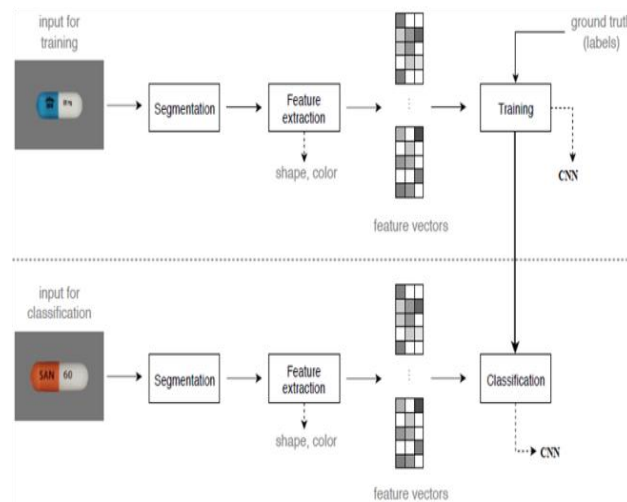 input for
training
ground truth
(labels)
Segmentation
Feature
extraction
Training
shape, color
CNN
feature vectors
input for
classification
SAN 60
Segmentation
Feature
extraction
Classification
shape, color
CNN
feature vectors